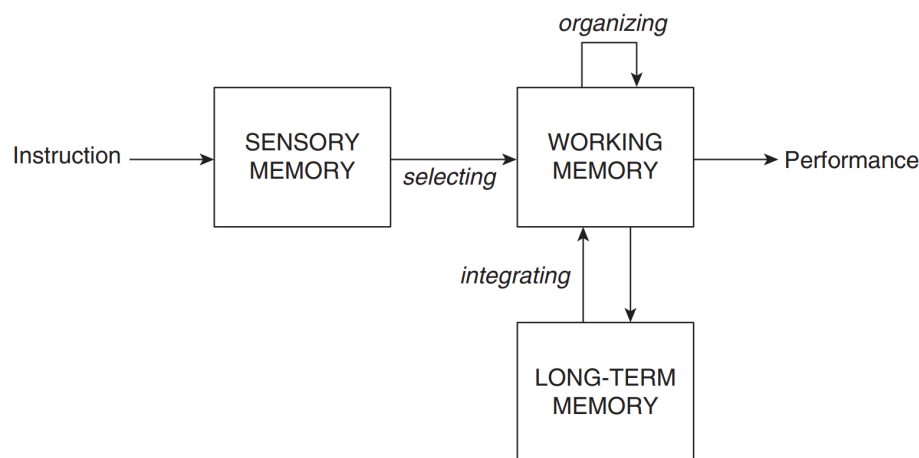 organizing
Instruction
SENSORY
MEMORY
selecting
WORKING
MEMORY
Performance
integrating
LONG-TERM
MEMORY